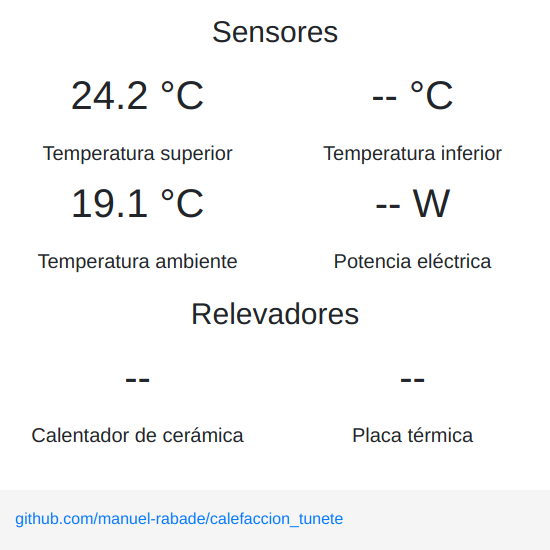 Sensores
24.2 °C
-- °C
Temperatura superior
Temperatura inferior
19.1 °C
-- W
Temperatura ambiente
Potencia eléctrica
Relevadores
--
--
Calentador de cerámica
Placa térmica
github.com/manuel-rabade/calefaccion_tunete